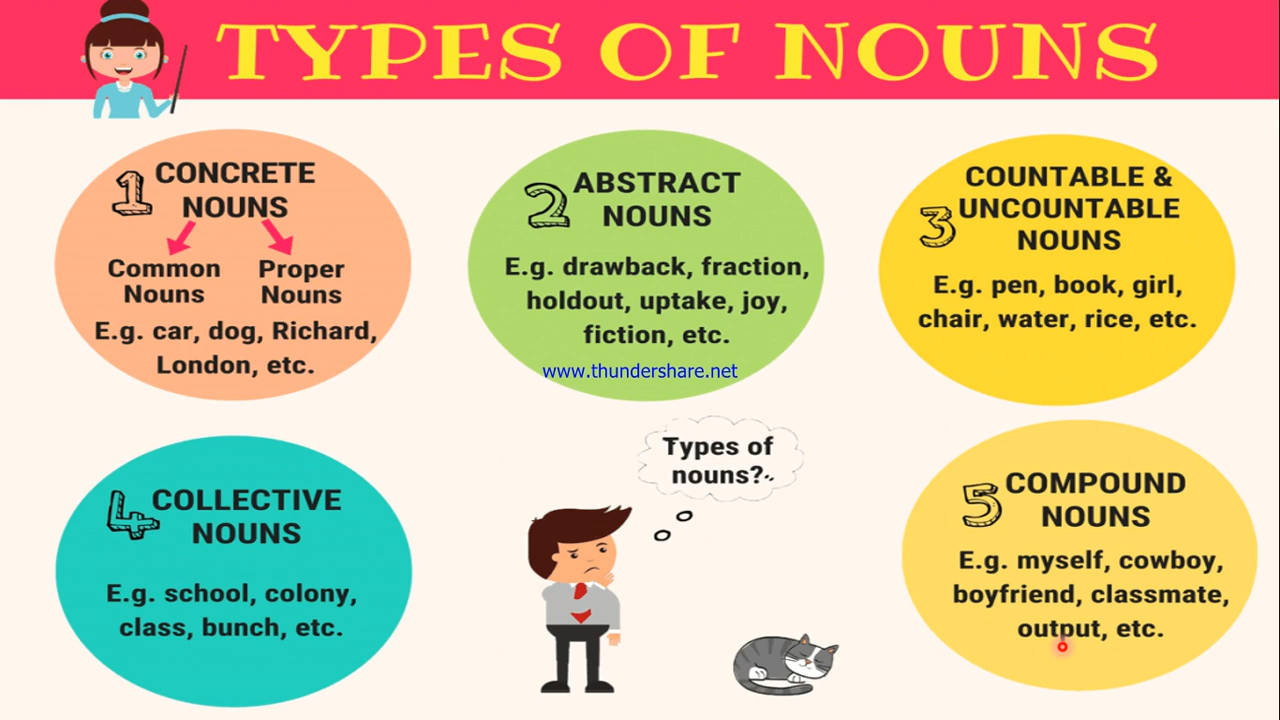 TYPES OF NOUNS
1
CONCRETE
NOUNS
Common
Nouns
Proper
Nouns
E.g. car, dog, Richard,
London, etc.
2
ABSTRACT
NOUNS
E.g. drawback, fraction,
holdout, uptake, joy,
fiction, etc.
www.thundershare.net
3
COUNTABLE &
UNCOUNTABLE
NOUNS
E.g. pen, book, girl,
chair, water, rice, etc.
4
COLLECTIVE
NOUNS
E.g. school, colony,
class, bunch, etc.
Types of
nouns?
5
COMPOUND
NOUNS
E.g. myself, cowboy,
boyfriend, classmate,
output, etc.